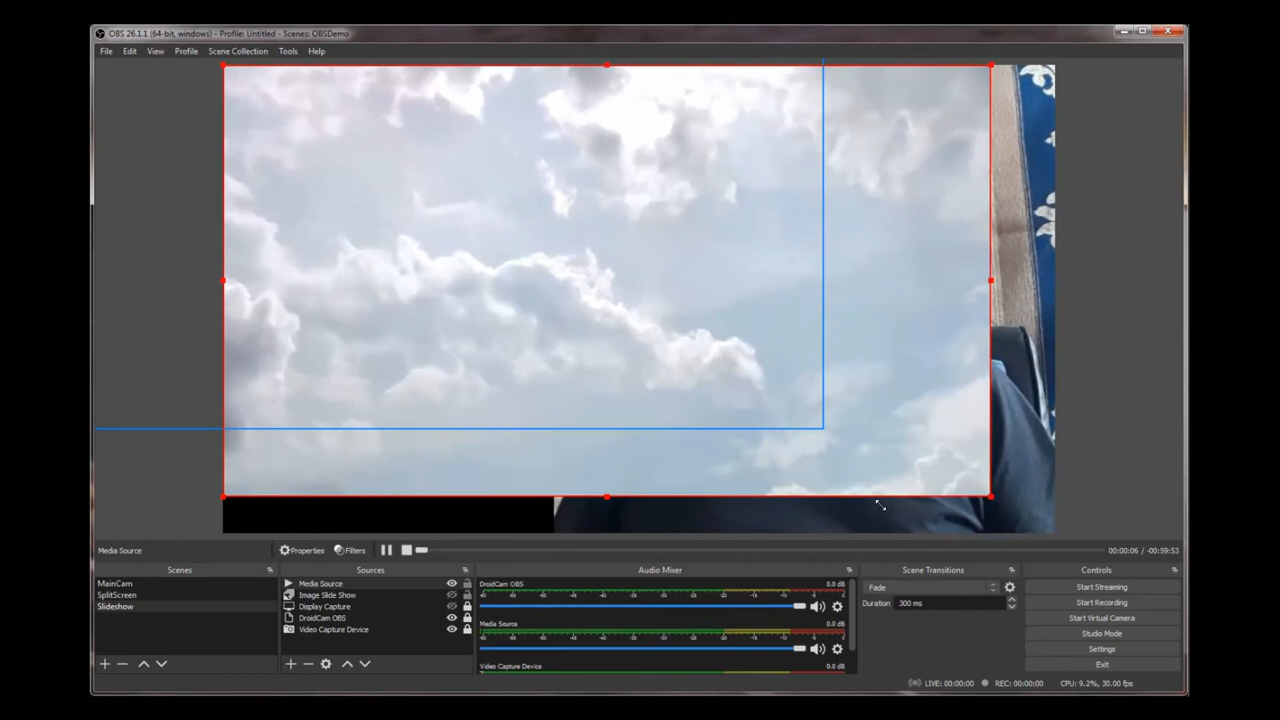 OBS 26.1.1 (64-bit, windows) - Profile: Untitled - Scenes: OBSDemo
File Edit View Profile Scene Collection Tools Help
Media Source Properties Filters 00:00:06 / -00:59:53
Scenes
MainCam
SplitScreen
Slideshow
Sources
Media Source
Image Slide Show
Display Capture
DroidCam OBS
Video Capture Device
Audio Mixer
DroidCam OBS 0.0 dB
Media Source 0.0 dB
Video Capture Device 0.0 dB
Scene Transitions
Fade
Duration 300 ms
Controls
Start Streaming
Start Recording
Start Virtual Camera
Studio Mode
Settings
Exit
LIVE: 00:00:00 REC: 00:00:00 CPU: 9.2%, 30.00 fps